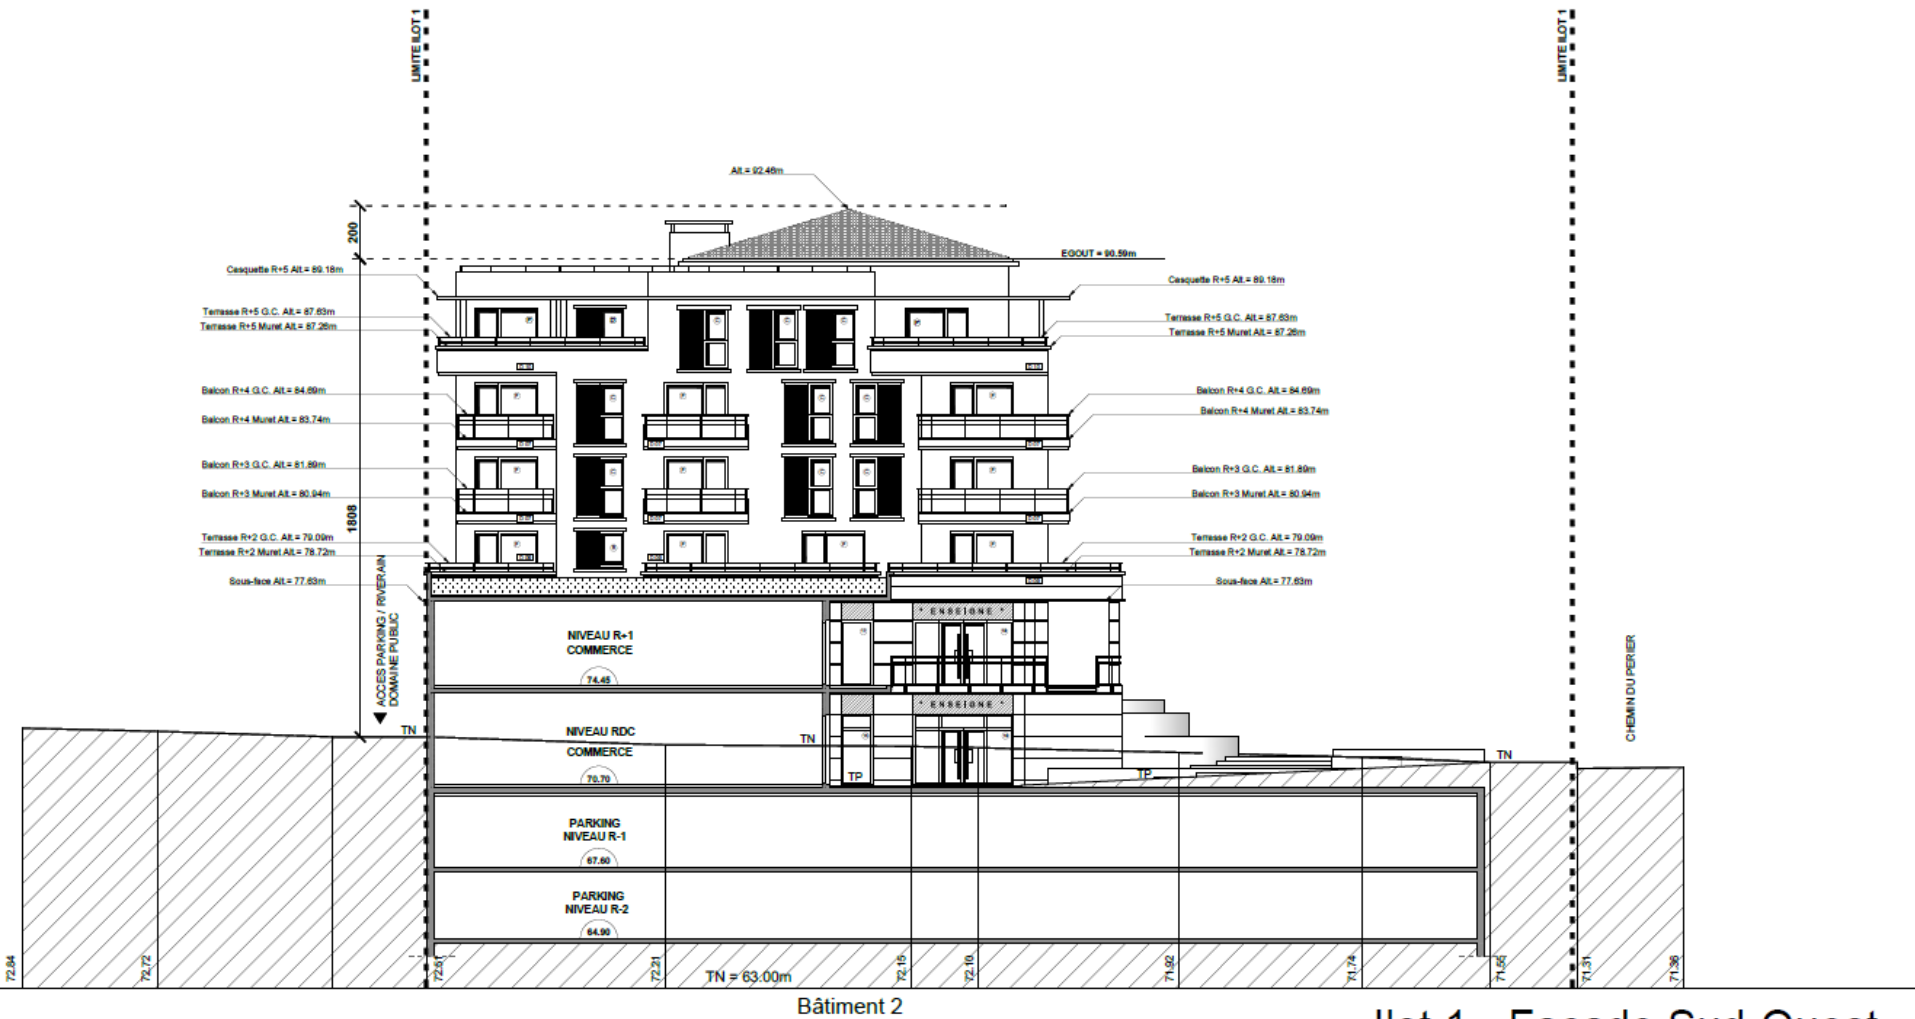 LIMITE ILOT 1
LIMITE ILOT 1
Alt.= 92.46m
200
EGOUT = 90.59m
Casquette R+5 Alt.= 89.18m
Casquette R+5 Alt.= 89.18m
Terrasse R+5 G.C. Alt.= 87.63m
Terrasse R+5 Muret Alt.= 87.26m
Terrasse R+5 G.C. Alt.= 87.63m
Terrasse R+5 Muret Alt.= 87.26m
Balcon R+4 G.C. Alt.= 84.69m
Balcon R+4 Muret Alt.= 83.74m
Balcon R+4 G.C. Alt.= 84.69m
Balcon R+4 Muret Alt.= 83.74m
Balcon R+3 G.C. Alt.= 81.89m
Balcon R+3 Muret Alt.= 80.94m
Balcon R+3 G.C. Alt.= 81.89m
Balcon R+3 Muret Alt.= 80.94m
1808
Terrasse R+2 G.C. Alt.= 79.09m
Terrasse R+2 Muret Alt.= 78.72m
Terrasse R+2 G.C. Alt.= 79.09m
Terrasse R+2 Muret Alt.= 78.72m
Sous-face Alt.= 77.63m
Sous-face Alt.= 77.63m
ACCES PARKING / RIVERAIN
DOMAINE PUBLIC
NIVEAU R+1
COMMERCE
74.45
* ENSEIGNE *
* ENSEIGNE *
CHEMIN DU PERIER
TN
NIVEAU RDC
COMMERCE
70.70
TN
TP
TP
TN
PARKING
NIVEAU R-1
67.60
PARKING
NIVEAU R-2
64.90
72.84
72.72
72.61
72.21
TN = 63.00m
72.15
72.10
71.92
71.74
71.55
71.31
71.36
Bâtiment 2
Ilot 1 - Façade Sud-Ouest